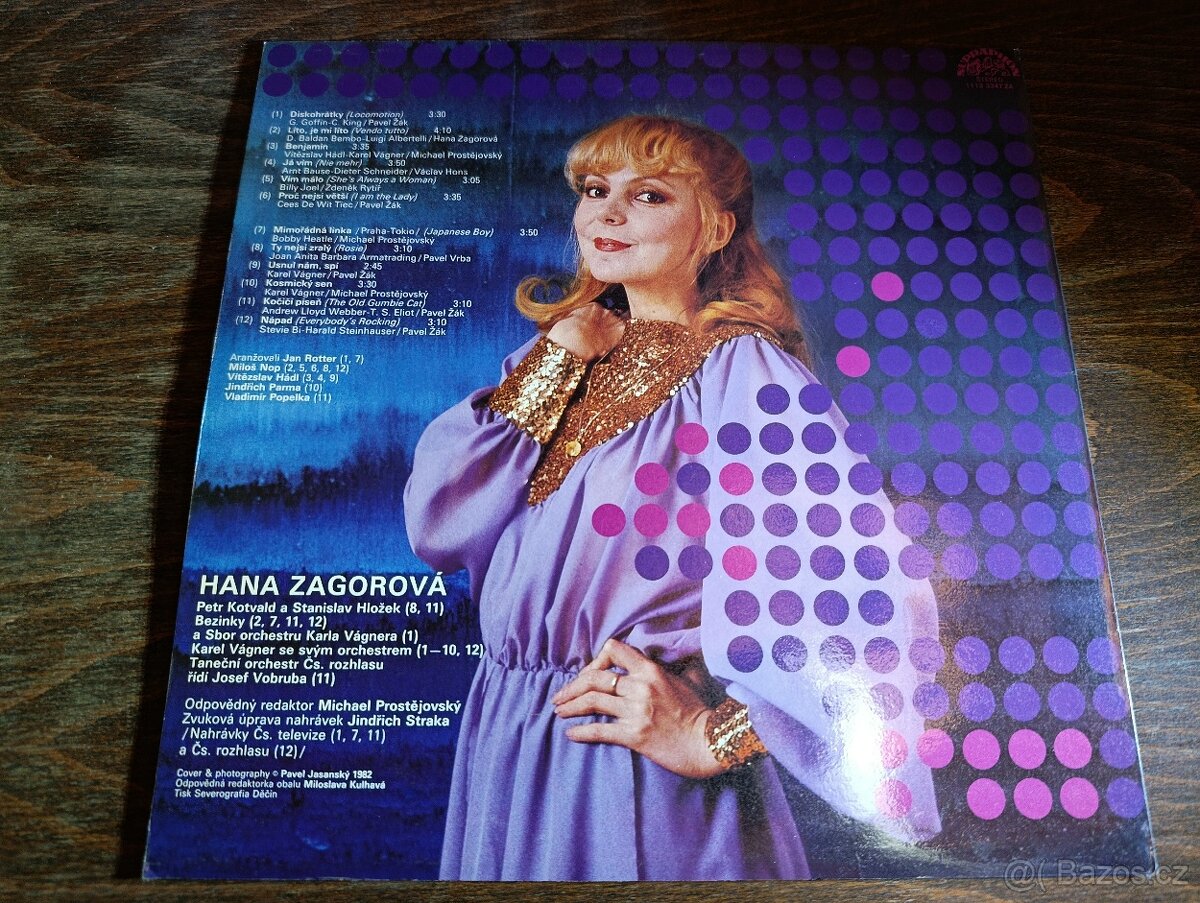 SUPRAPHON
STEREO
1113 3347 ZA
(1) Diskohrátky (Locomotion) 3:30
G. Goffin-C. King/Pavel Žák
(2) Líto, je mi líto (Vendo tutto) 4:10
D. Baldan Bembo-Luigi Albertelli/Hana Zagorová
(3) Benjamin 3:35
Vítězslav Hádl-Karel Vágner/Michael Prostějovský
(4) Já vím (Nie mehr) 3:50
Arnt Bause-Dieter Schneider/Václav Hons
(5) Vím málo (She's Always a Woman) 3.05
Billy Joel/Zdeněk Rytíř
(6) Proč nejsi větší (I am the Lady) 3:35
Cees De Wit Tiec/Pavel Žák
(7) Mimořádná linka /Praha-Tokio/ (Japanese Boy) 3:50
Bobby Heatle/Michael Prostějovský
(8) Ty nejsi zralý (Rosie) 3:10
Joan Anita Barbara Armatrading/Pavel Vrba
(9) Usnul nám, spí 2:45
Karel Vágner/Pavel Žák
(10) Kosmický sen 3:30
Karel Vágner/Michael Prostějovský
(11) Kočičí píseň (The Old Gumbie Cat) 3:10
Andrew Lloyd Webber-T. S. Eliot/Pavel Žák
(12) Nápad (Everybody's Rocking) 3:10
Stevie Bi-Harald Steinhauser/Pavel Žák
Aranžovali Jan Rotter (1, 7)
Miloš Nop (2, 5, 6, 8, 12)
Vítězslav Hádl (3, 4, 9)
Jindřich Parma (10)
Vladimír Popelka (11)
HANA ZAGOROVÁ
Petr Kotvald a Stanislav Hložek (8, 11)
Bezinky (2, 7, 11, 12)
a Sbor orchestru Karla Vágnera (1)
Karel Vágner se svým orchestrem (1—10, 12)
Taneční orchestr Čs. rozhlasu
řídí Josef Vobruba (11)
Odpovědný redaktor Michael Prostějovský
Zvuková úprava nahrávek Jindřich Straka
/Nahrávky Čs. televize (1, 7, 11)
a Čs. rozhlasu (12)/
Cover & photography © Pavel Jasanský 1982
Odpovědná redaktorka obalu Miloslava Kulhavá
Tisk Severografia Děčín
@( Bazos.cz